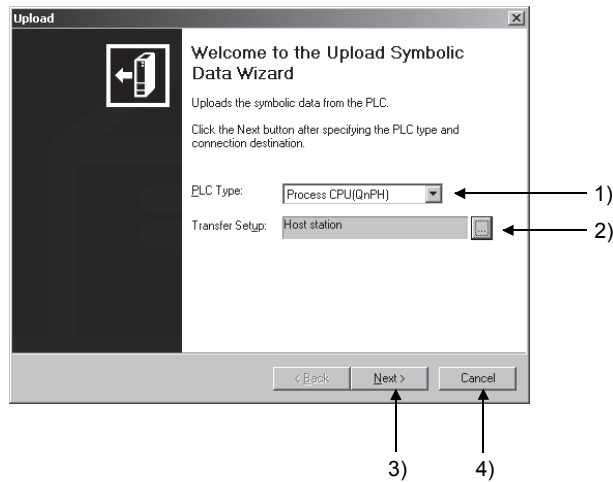 Upload
Welcome to the Upload Symbolic
Data Wizard
Uploads the symbolic data from the PLC.
Click the Next button after specifying the PLC type and
connection destination.
PLC Type: Process CPU(QnPH) 1)
Transfer Setup: Host station ... 2)
< Back Next > Cancel
3) 4)